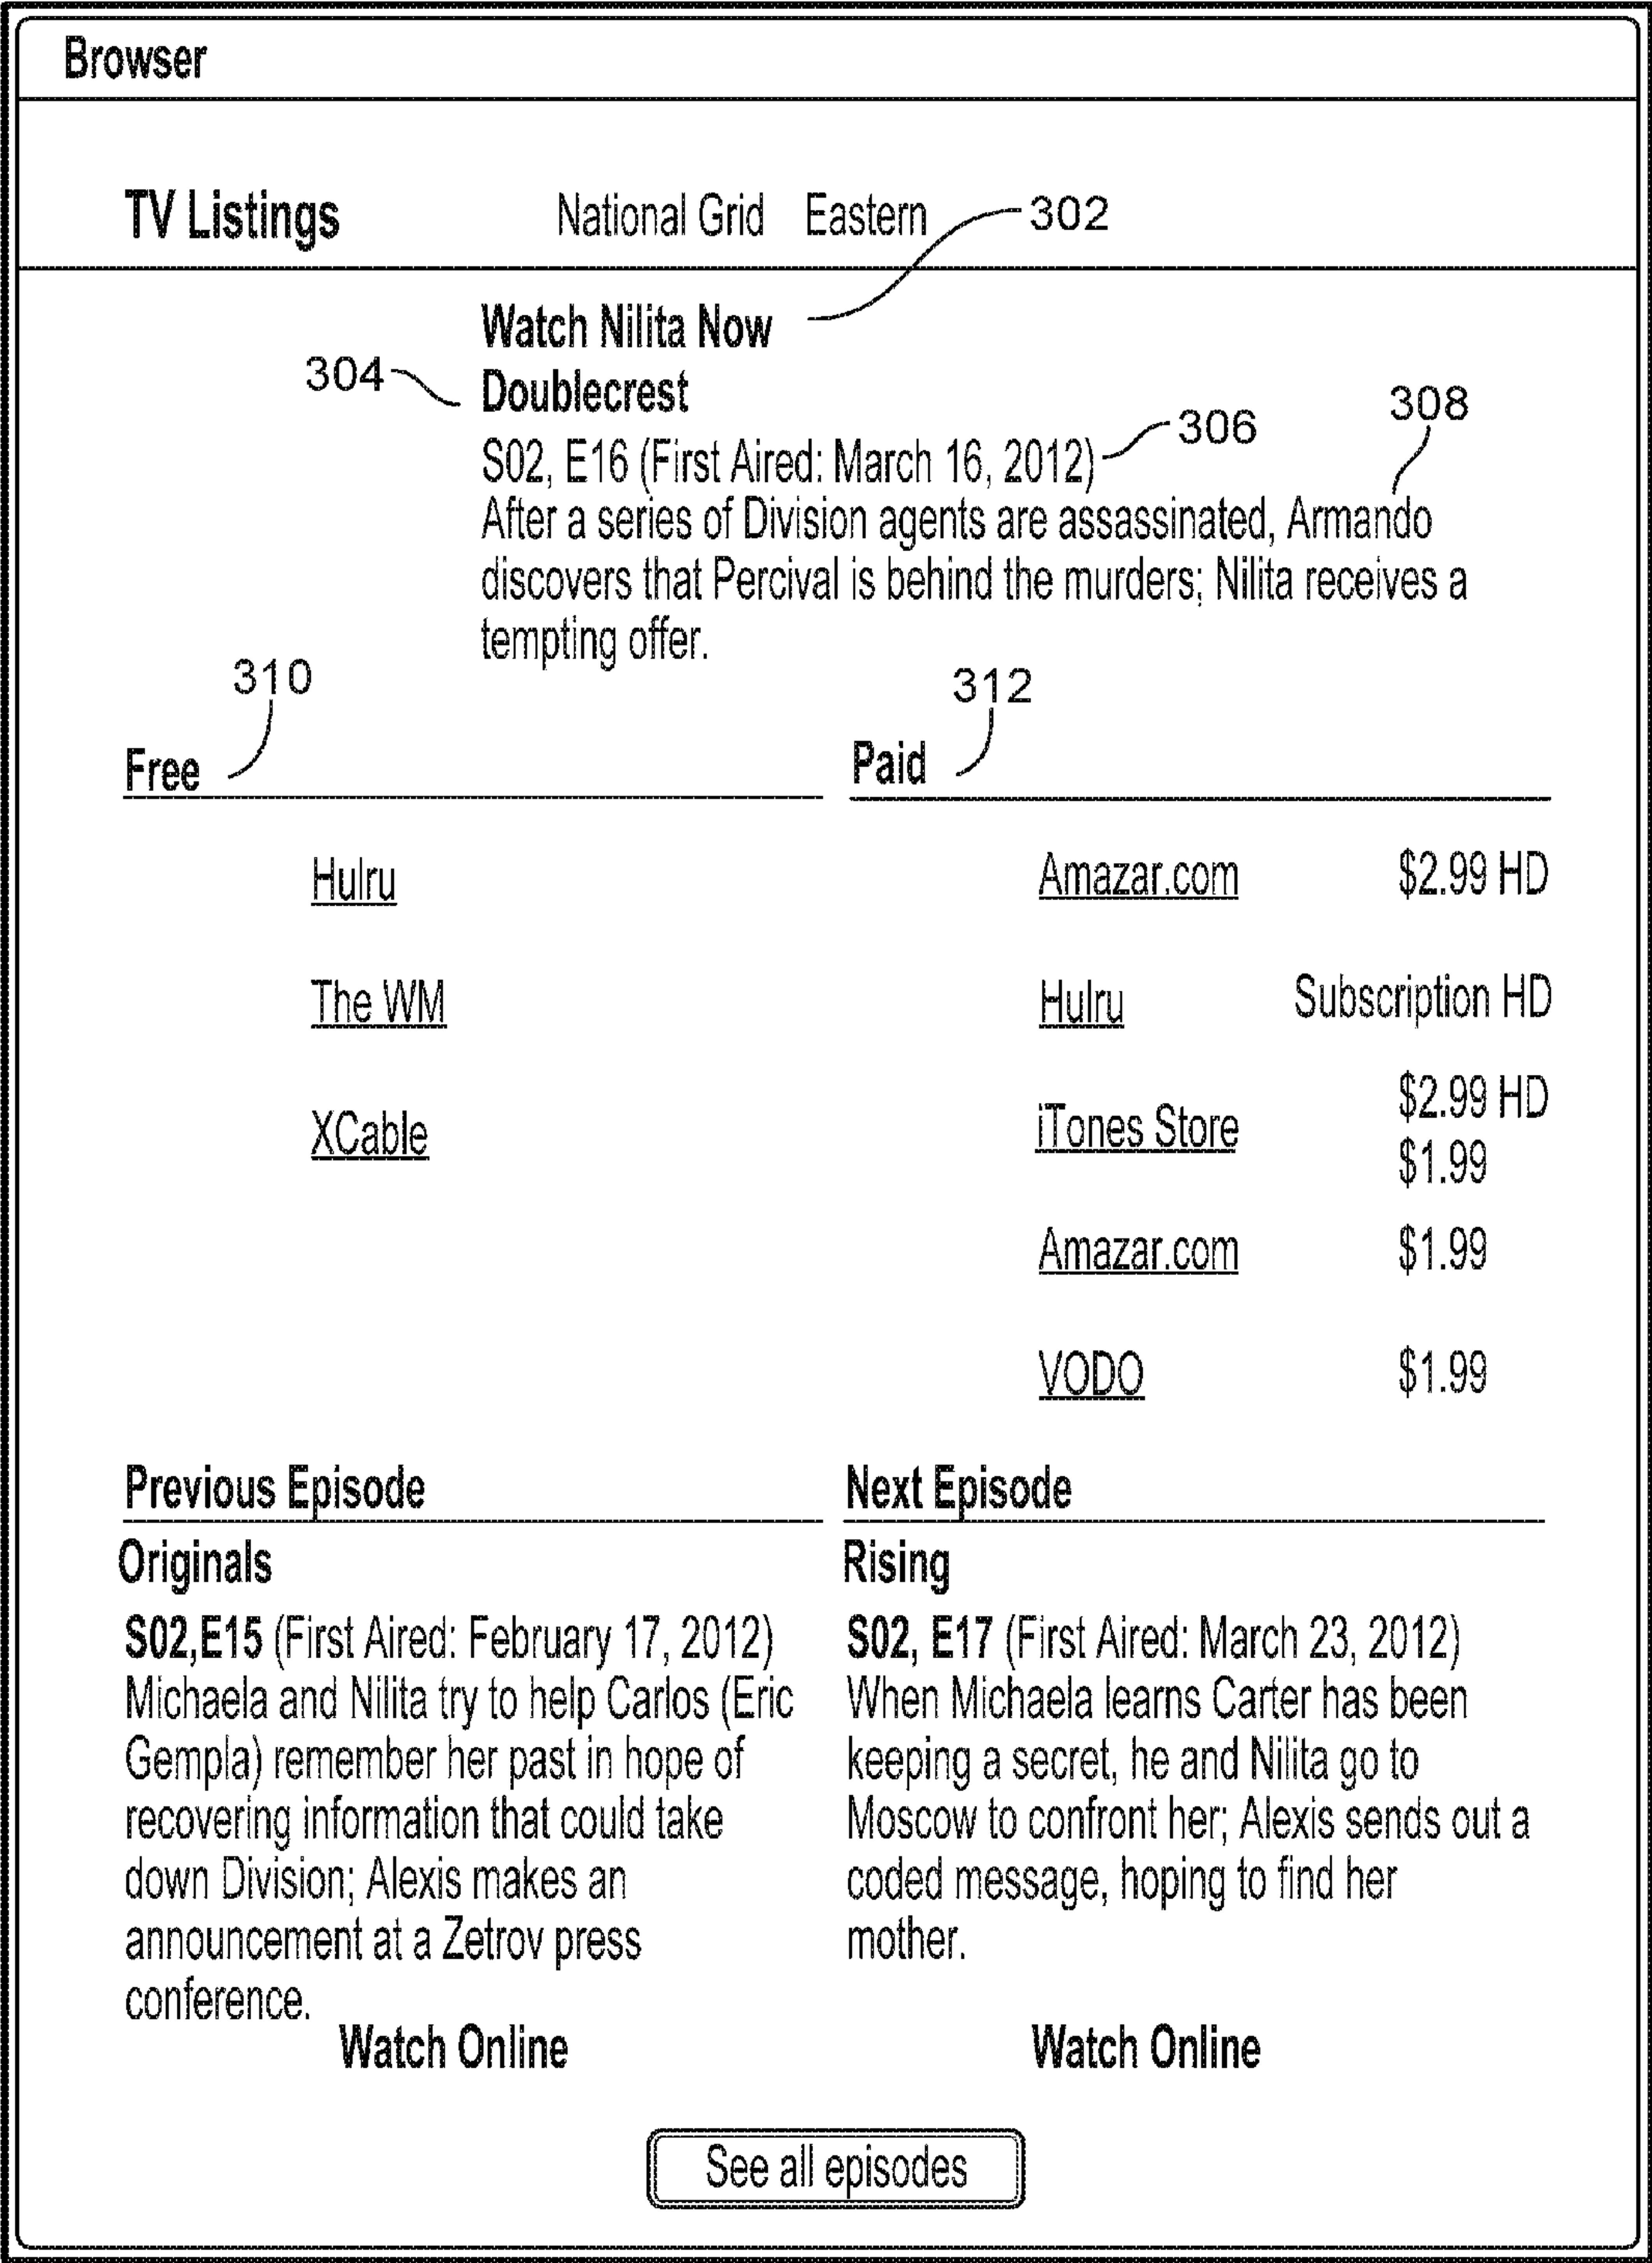 Browser
TV Listings National Grid Eastern 302
Watch Nilita Now
304 Doublecrest
308
S02, E16 (First Aired: March 16, 2012) 306
After a series of Division agents are assassinated, Armando
discovers that Percival is behind the murders; Nilita receives a
tempting offer.
310 312
Free Paid
Hulru Amazar.com $2.99 HD
The WM Hulru Subscription HD
XCable iTones Store $2.99 HD
$1.99
Amazar.com $1.99
VODO $1.99
Previous Episode
Originals
S02,E15 (First Aired: February 17, 2012)
Michaela and Nilita try to help Carlos (Eric
Gempla) remember her past in hope of
recovering information that could take
down Division; Alexis makes an
announcement at a Zetrov press
conference.
Watch Online
Next Episode
Rising
S02, E17 (First Aired: March 23, 2012)
When Michaela learns Carter has been
keeping a secret, he and Nilita go to
Moscow to confront her; Alexis sends out a
coded message, hoping to find her
mother.
Watch Online
See all episodes